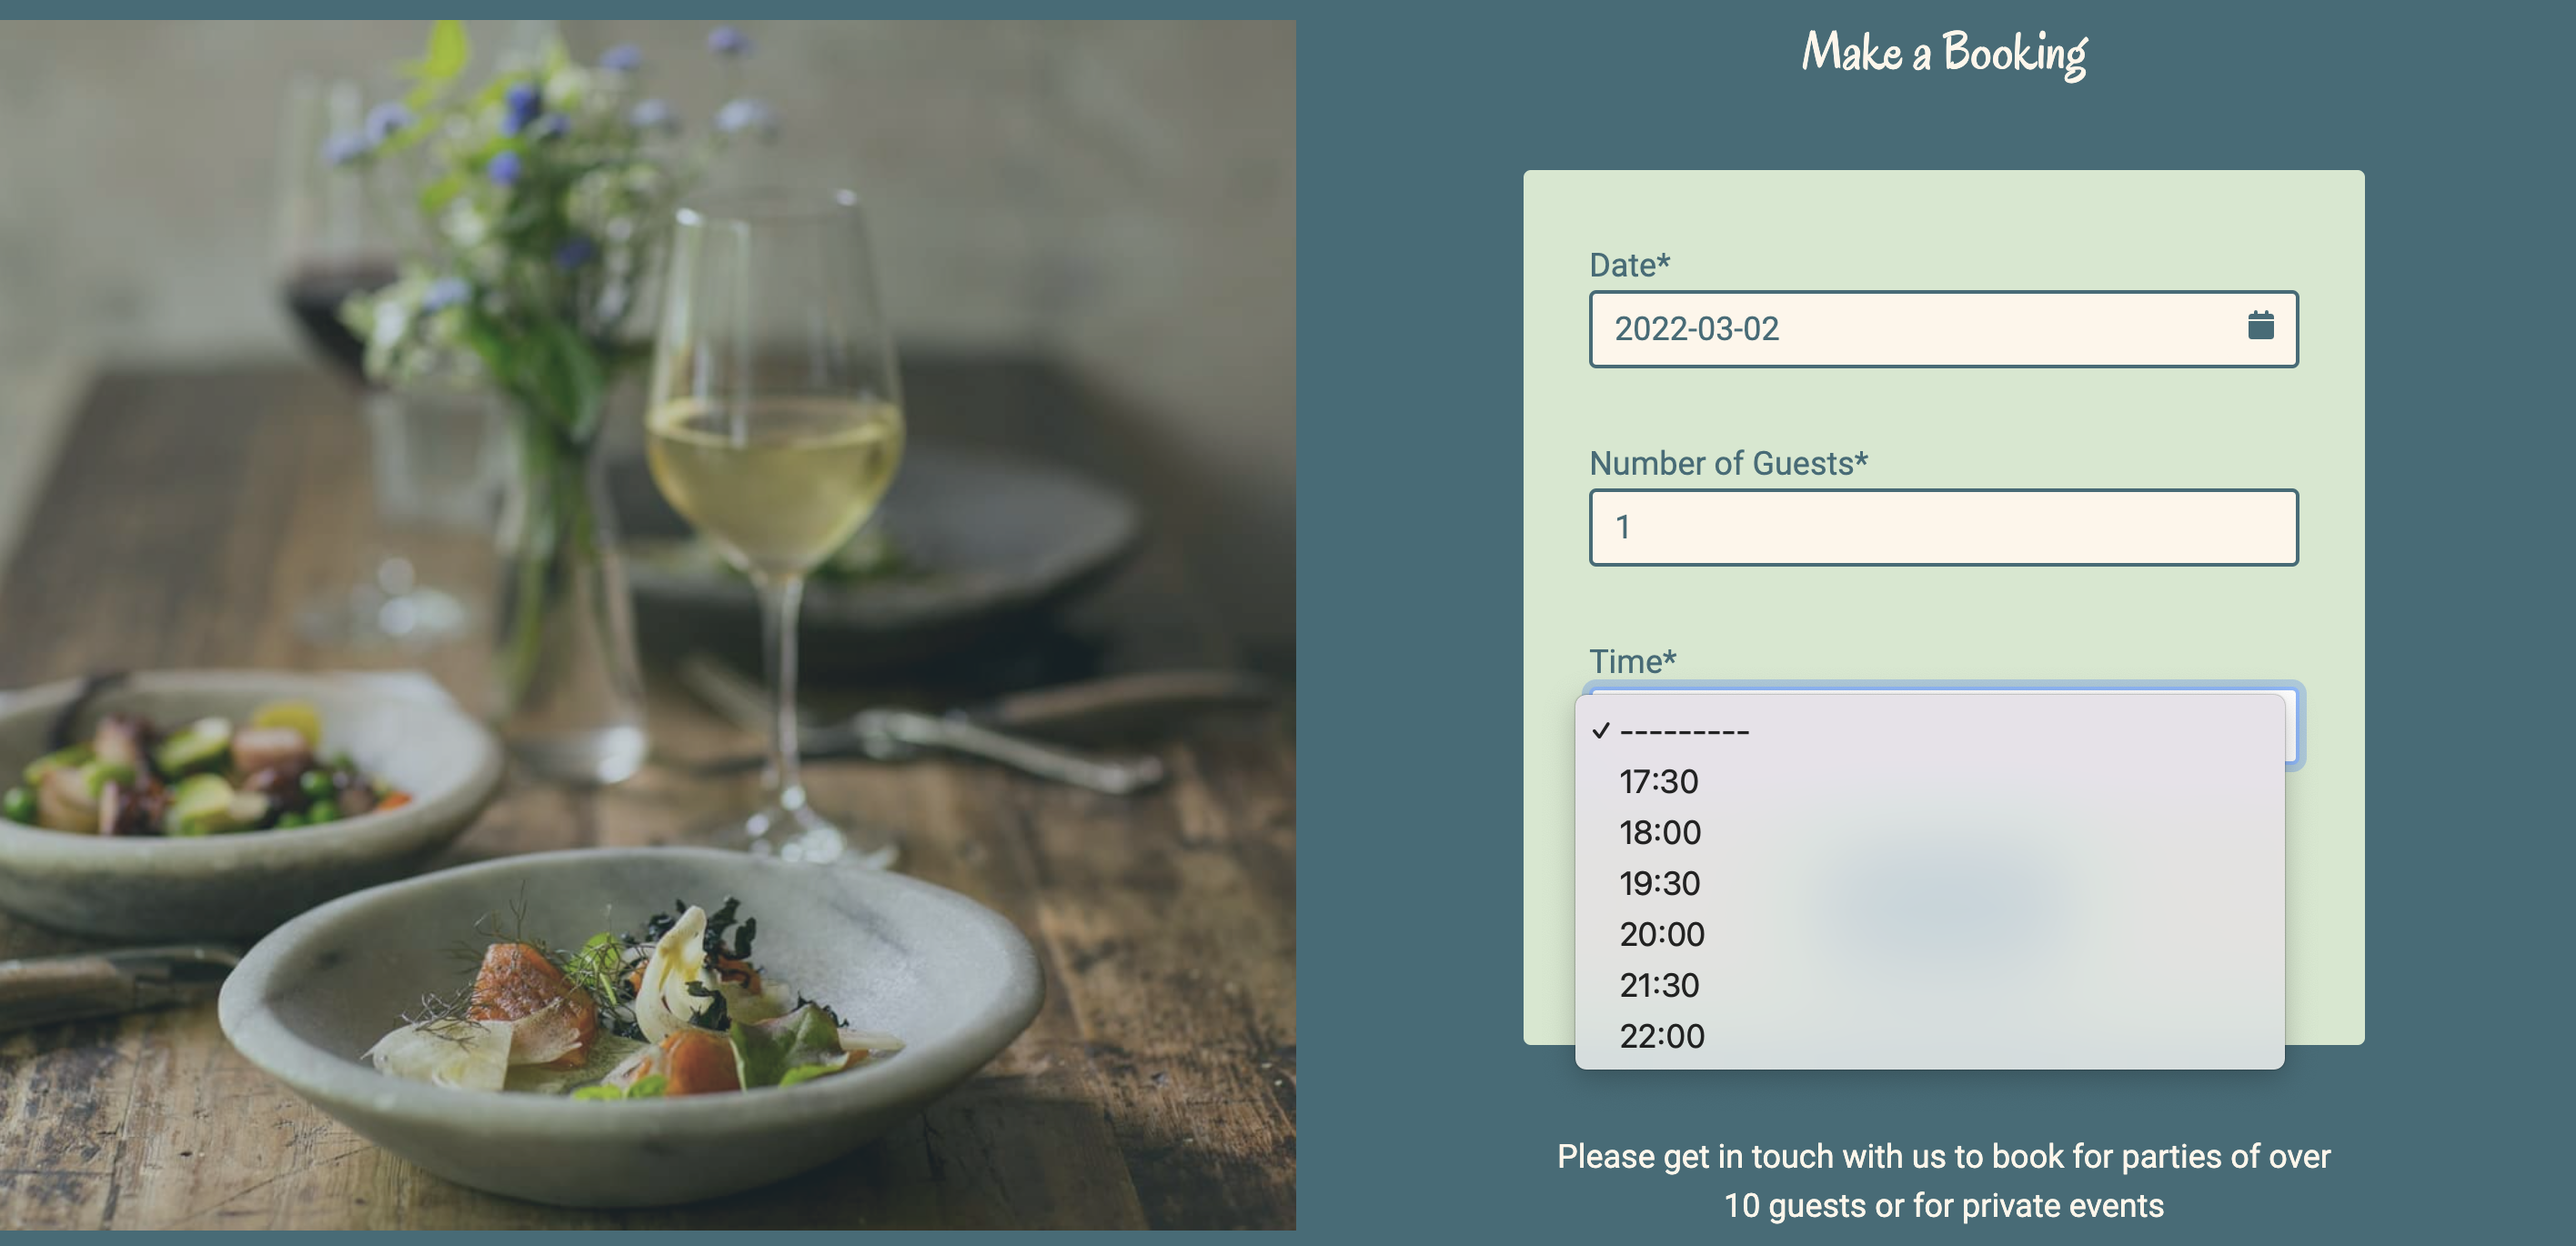 Make a Booking
Date*
2022-03-02
Number of Guests*
1
Time*
✓ ---------
17:30
18:00
19:30
20:00
21:30
22:00
Please get in touch with us to book for parties of over
10 guests or for private events